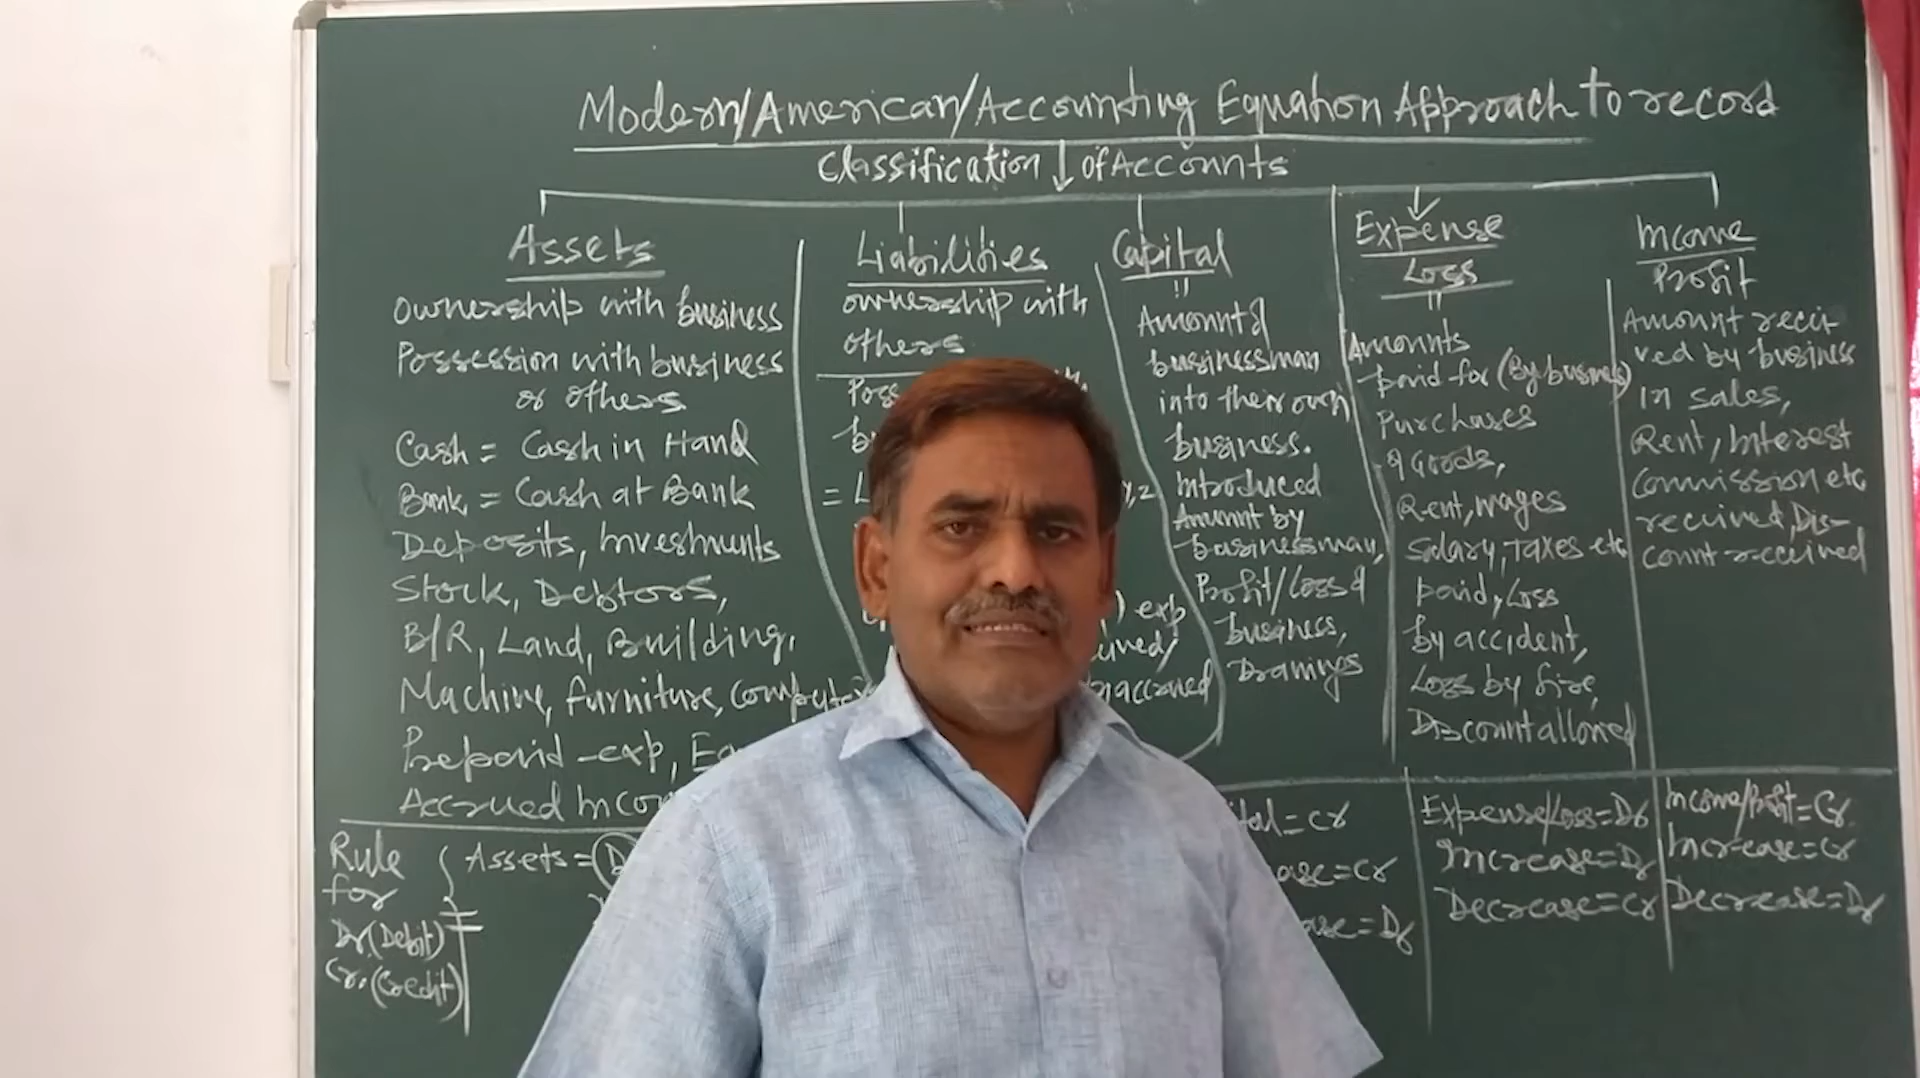 Modern/American/Accounting Equation Approach to record
Classification of Accounts
Assets
Ownership with business
Possession with business
or others
Cash = Cash in Hand
Bank = Cash at Bank
Deposits, Investments
Stock, Debtors,
B/R, Land, Building,
Machine, furniture, computer
Prepaid exp,
Accrued
Liabilities
ownership with
others
Capital
"
Amount of
businessman
into their own
business.
Introduced
Amount by
businessman,
Profit/Loss of
business,
Drawings
Expense
Loss
"
Amounts
paid for (By business)
Purchases
of Goods,
Rent, wages
Salary, Taxes etc
paid, Loss
by accident,
Loss by fire,
Discount allowed
Income
Profit
Amount recei-
ved by business
In sales,
Rent, Interest
Commission etc
received, Dis-
count received
exp
accrued
Rule
for
Dr. (Debit)
Cr. (Credit)
Assets =
= Cr
= Cr
= Dr
Expense/Loss = Dr
Increase = Dr
Decrease = Cr
Income/Profit = Cr.
Increase = Cr
Decrease = Dr